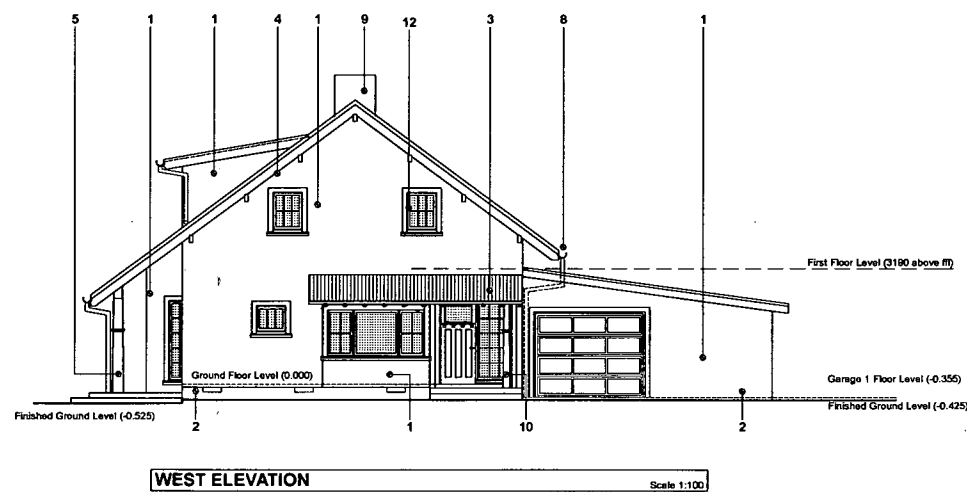 5 1 1 4 1 9 12 3 8 1
First Floor Level (3190 above ffl)
Ground Floor Level (0.000)
Garage 1 Floor Level (-0.355)
Finished Ground Level (-0.525)
Finished Ground Level (-0.425)
2 1 10 2
WEST ELEVATION
Scale 1:100